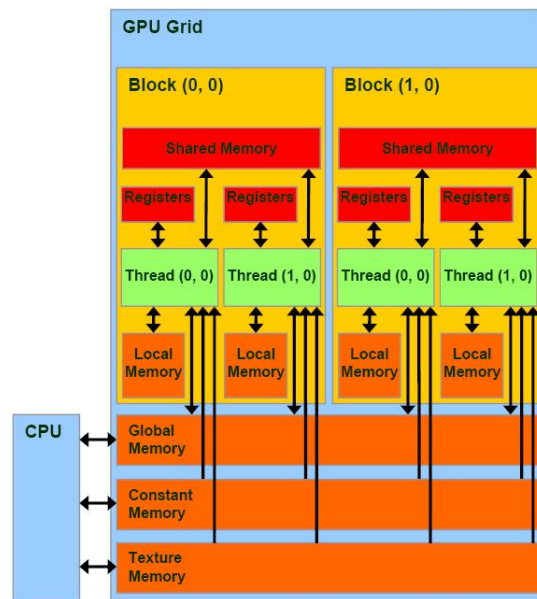 GPU Grid
Block (0, 0)
Block (1, 0)
Shared Memory
Shared Memory
Registers
Registers
Registers
Registers
Thread (0, 0)
Thread (1, 0)
Thread (0, 0)
Thread (1, 0)
Local
Memory
Local
Memory
Local
Memory
Local
Memory
CPU
Global
Memory
Constant
Memory
Texture
Memory